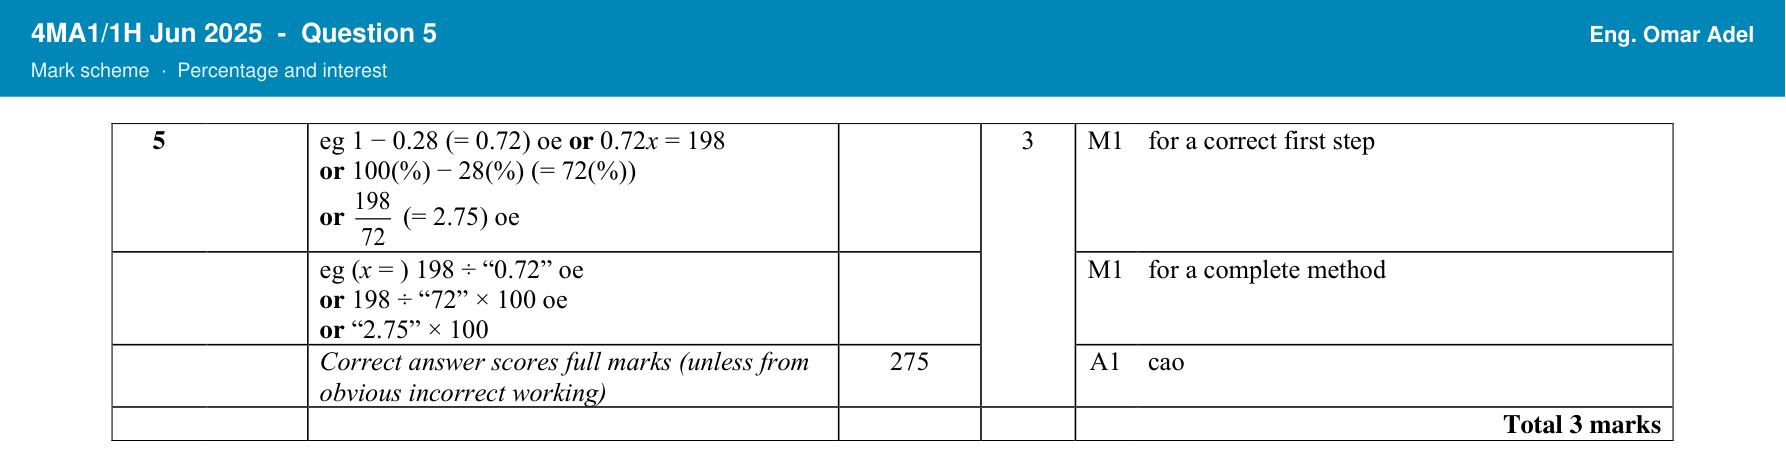 4MA1/1H Jun 2025 - Question 5
Eng. Omar Adel
Mark scheme · Percentage and interest
5 eg 1 − 0.28 (= 0.72) oe or 0.72x = 198 3 M1 for a correct first step
or 100(%) − 28(%) (= 72(%))
or 198/72 (= 2.75) oe
eg (x = ) 198 ÷ “0.72” oe M1 for a complete method
or 198 ÷ “72” × 100 oe
or “2.75” × 100
Correct answer scores full marks (unless from 275 A1 cao
obvious incorrect working)
Total 3 marks